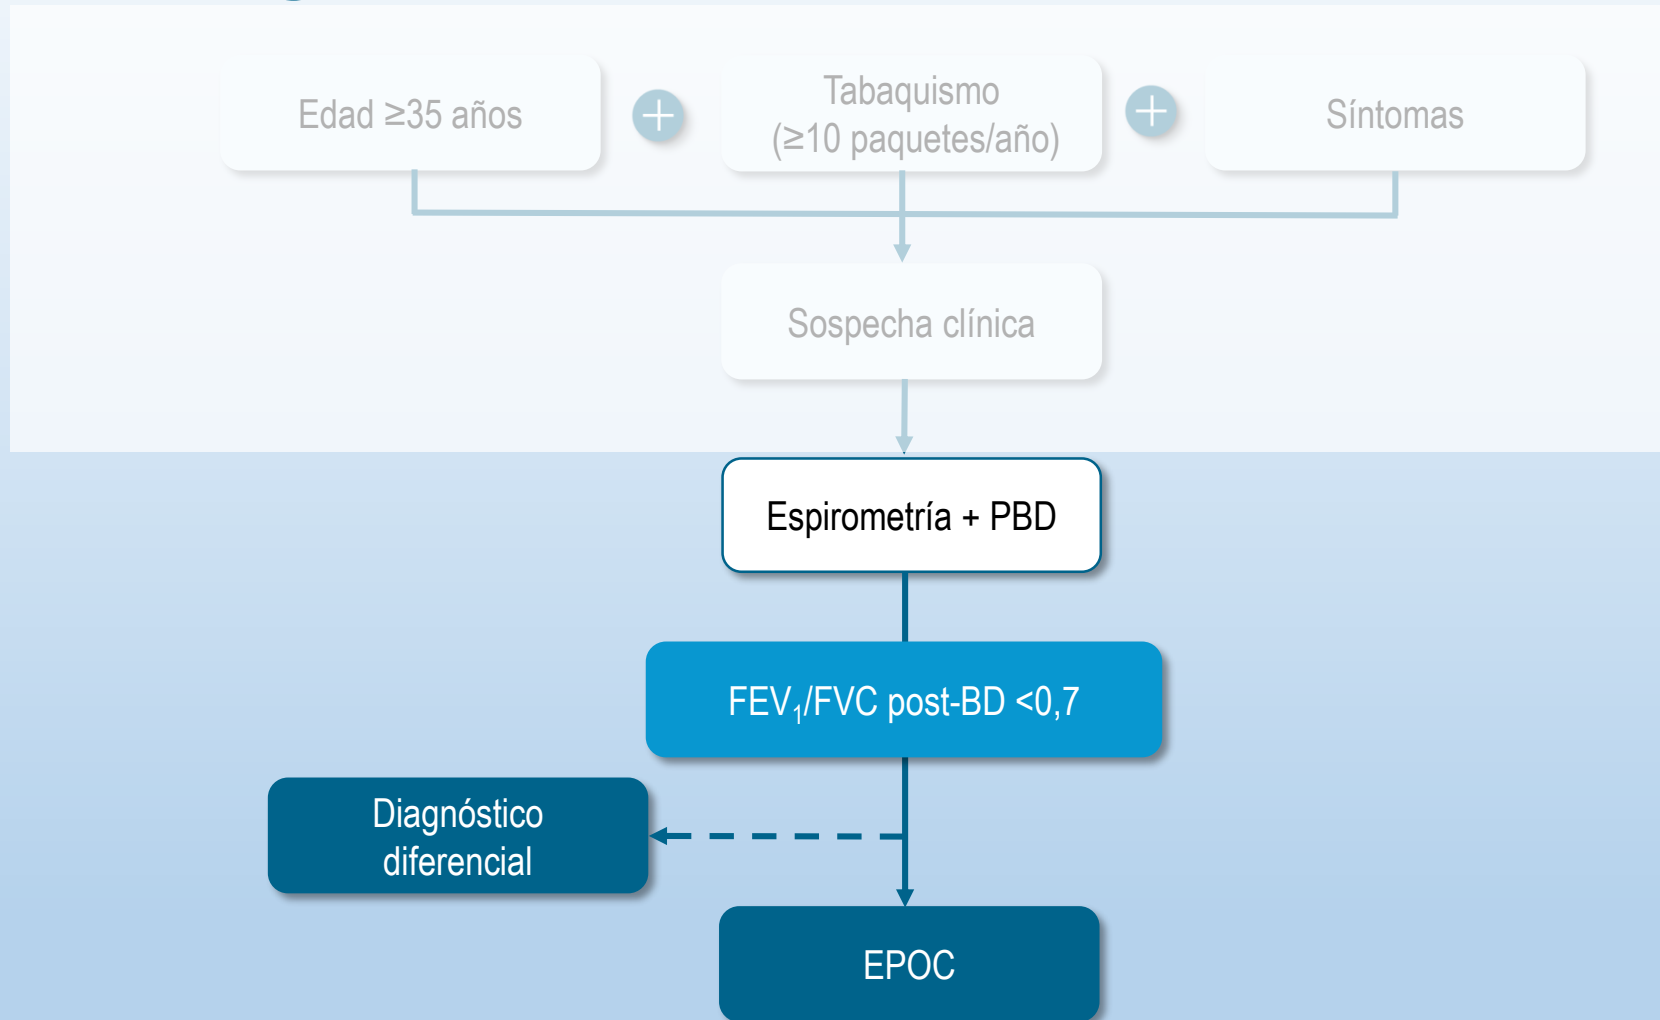 Edad ≥35 años
Tabaquismo
(≥10 paquetes/año)
Síntomas
Sospecha clínica
Espirometría + PBD
FEV₁/FVC post-BD <0,7
Diagnóstico
diferencial
EPOC